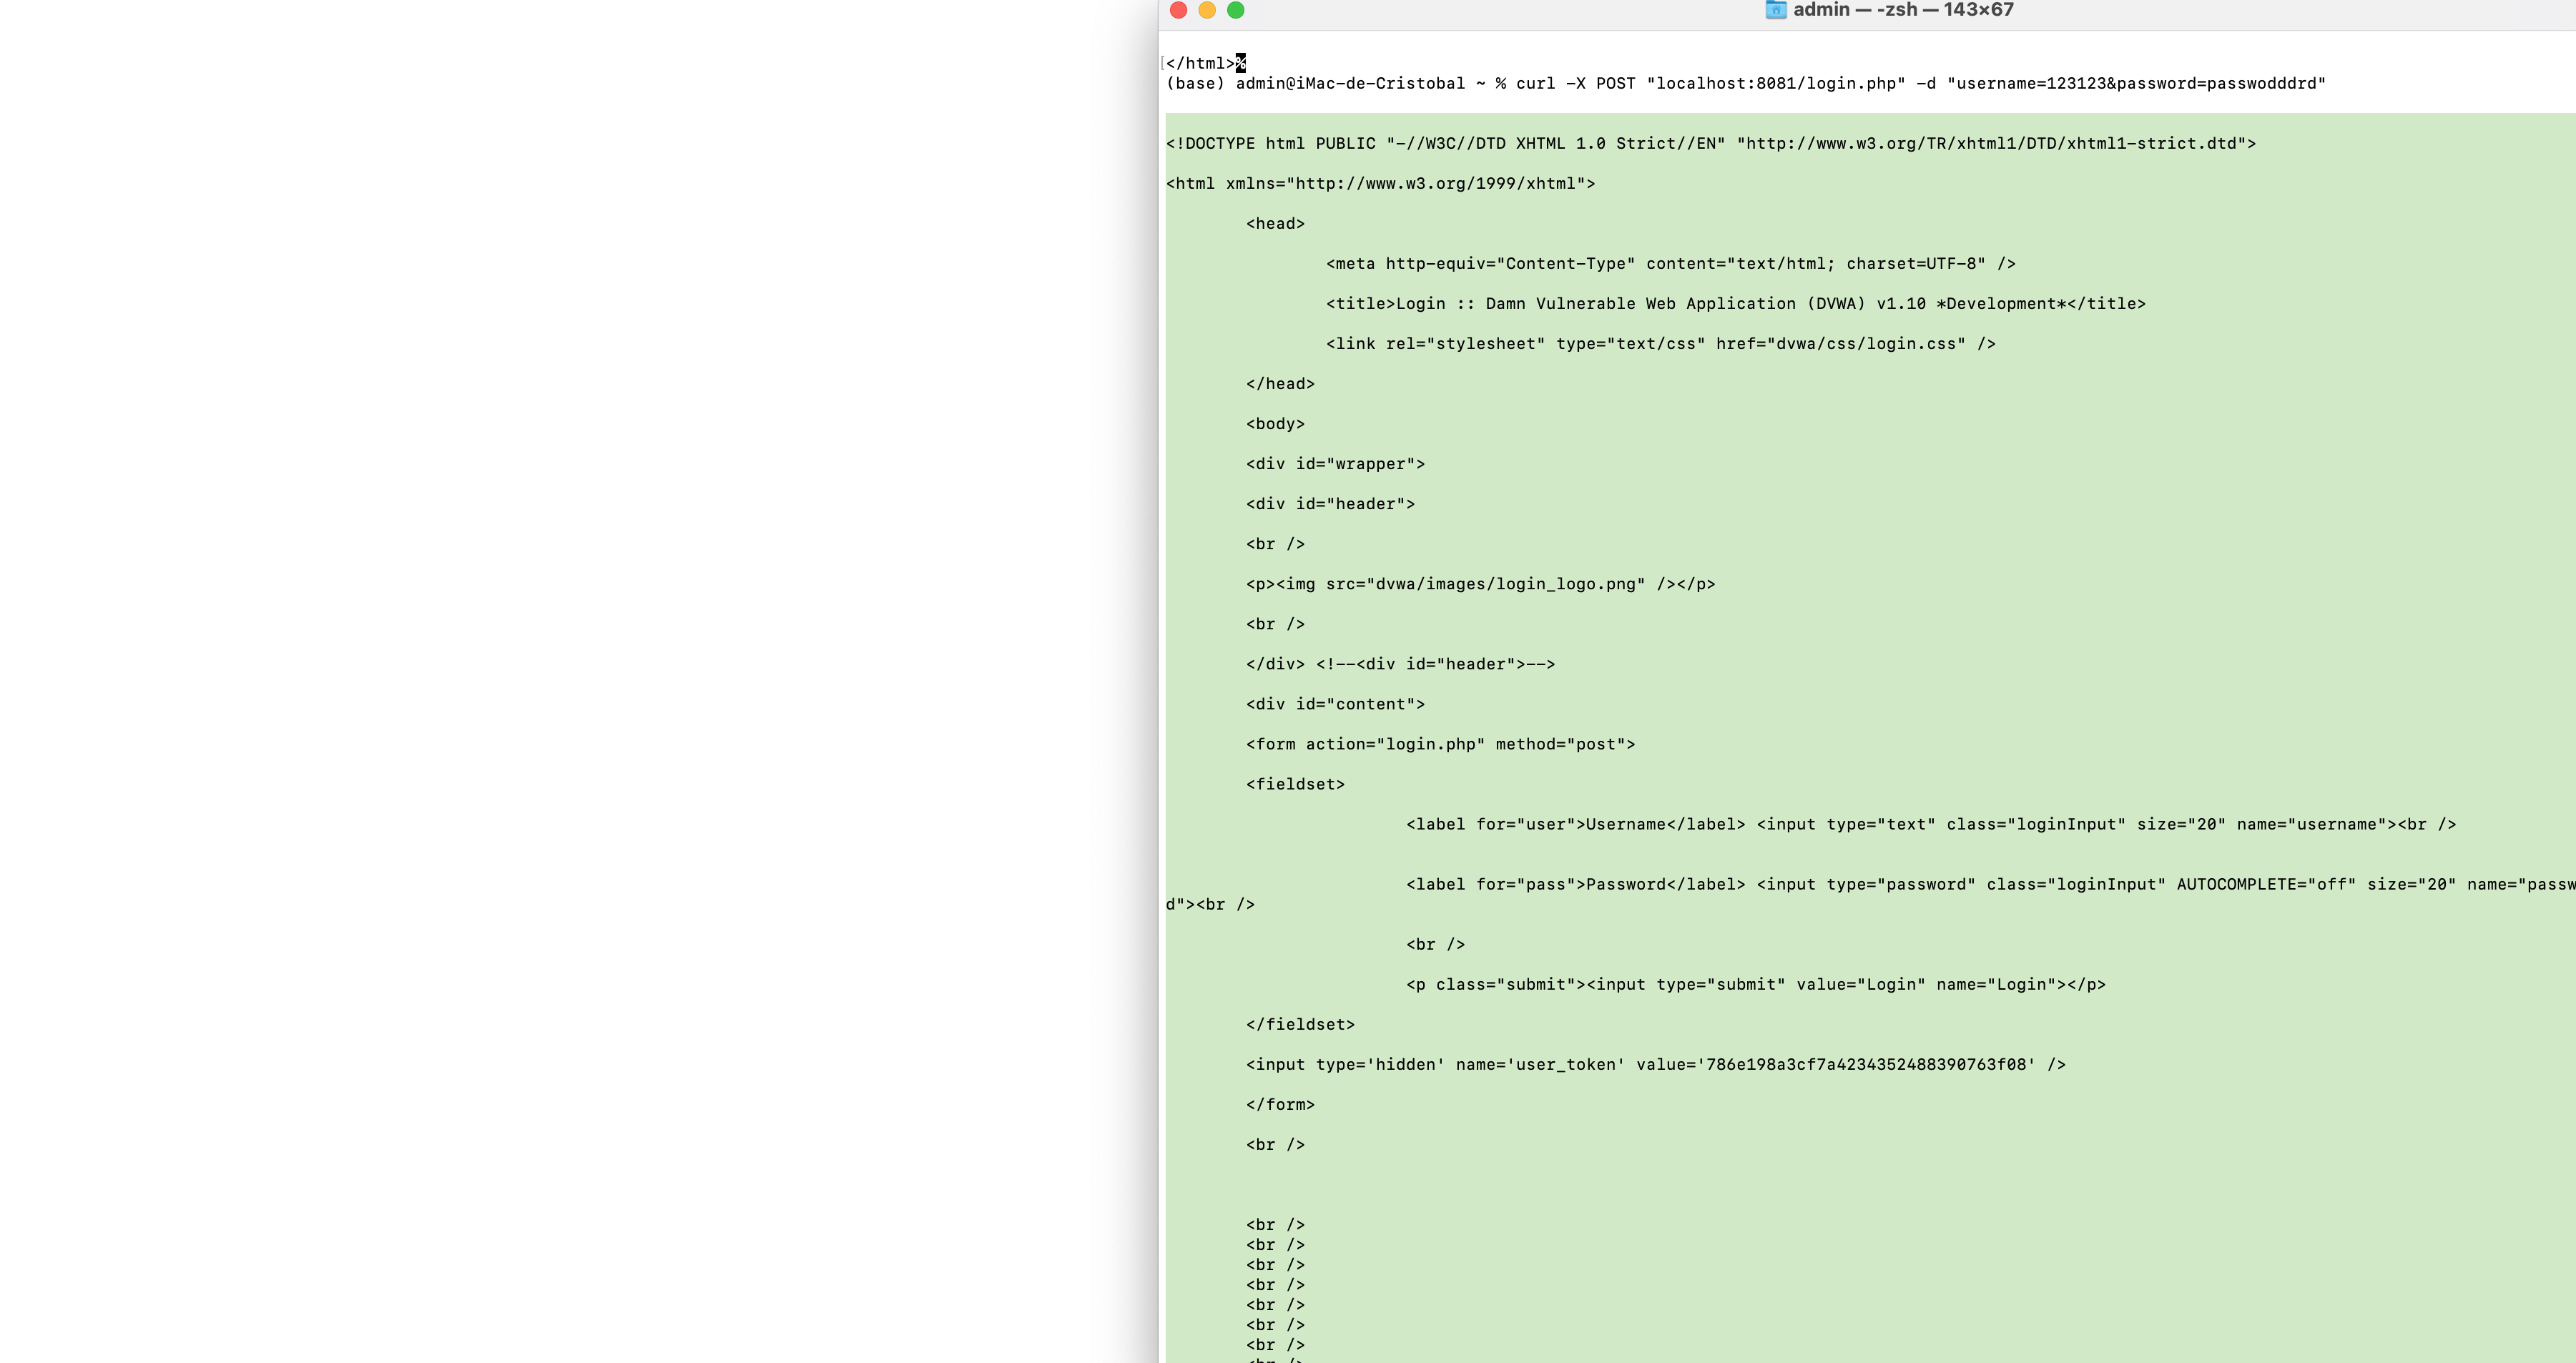 admin — -zsh — 143×67
[</html>%
(base) admin@iMac-de-Cristobal ~ % curl -X POST "localhost:8081/login.php" -d "username=123123&password=passwodddrd"
<!DOCTYPE html PUBLIC "-//W3C//DTD XHTML 1.0 Strict//EN" "http://www.w3.org/TR/xhtml1/DTD/xhtml1-strict.dtd">
<html xmlns="http://www.w3.org/1999/xhtml">
<head>
<meta http-equiv="Content-Type" content="text/html; charset=UTF-8" />
<title>Login :: Damn Vulnerable Web Application (DVWA) v1.10 *Development*</title>
<link rel="stylesheet" type="text/css" href="dvwa/css/login.css" />
</head>
<body>
<div id="wrapper">
<div id="header">
<br />
<p><img src="dvwa/images/login_logo.png" /></p>
<br />
</div> <!--<div id="header">-->
<div id="content">
<form action="login.php" method="post">
<fieldset>
<label for="user">Username</label> <input type="text" class="loginInput" size="20" name="username"><br />
<label for="pass">Password</label> <input type="password" class="loginInput" AUTOCOMPLETE="off" size="20" name="passw
d"><br />
<br />
<p class="submit"><input type="submit" value="Login" name="Login"></p>
</fieldset>
<input type='hidden' name='user_token' value='786e198a3cf7a4234352488390763f08' />
</form>
<br />
<br />
<br />
<br />
<br />
<br />
<br />
<br />